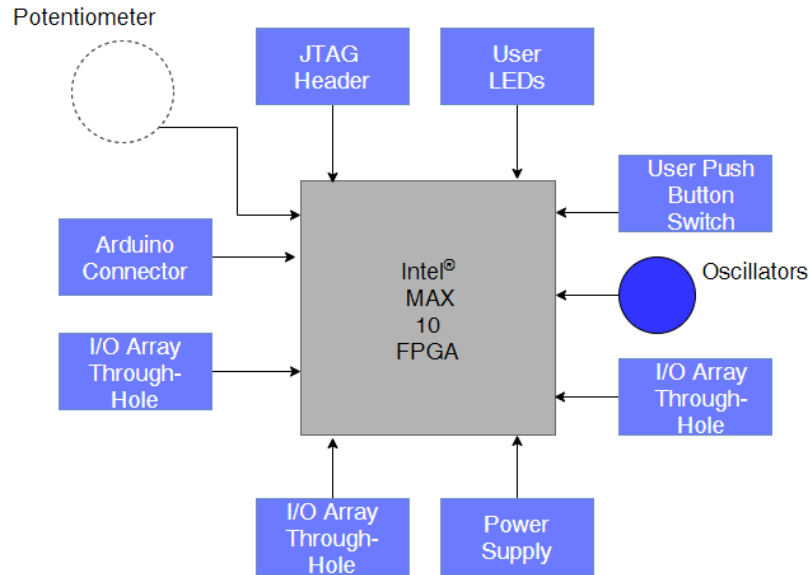 Potentiometer
JTAG
Header
User
LEDs
User Push
Button
Switch
Arduino
Connector
Intel®
MAX
10
FPGA
Oscillators
I/O Array
Through-
Hole
I/O Array
Through-
Hole
I/O Array
Through-
Hole
Power
Supply